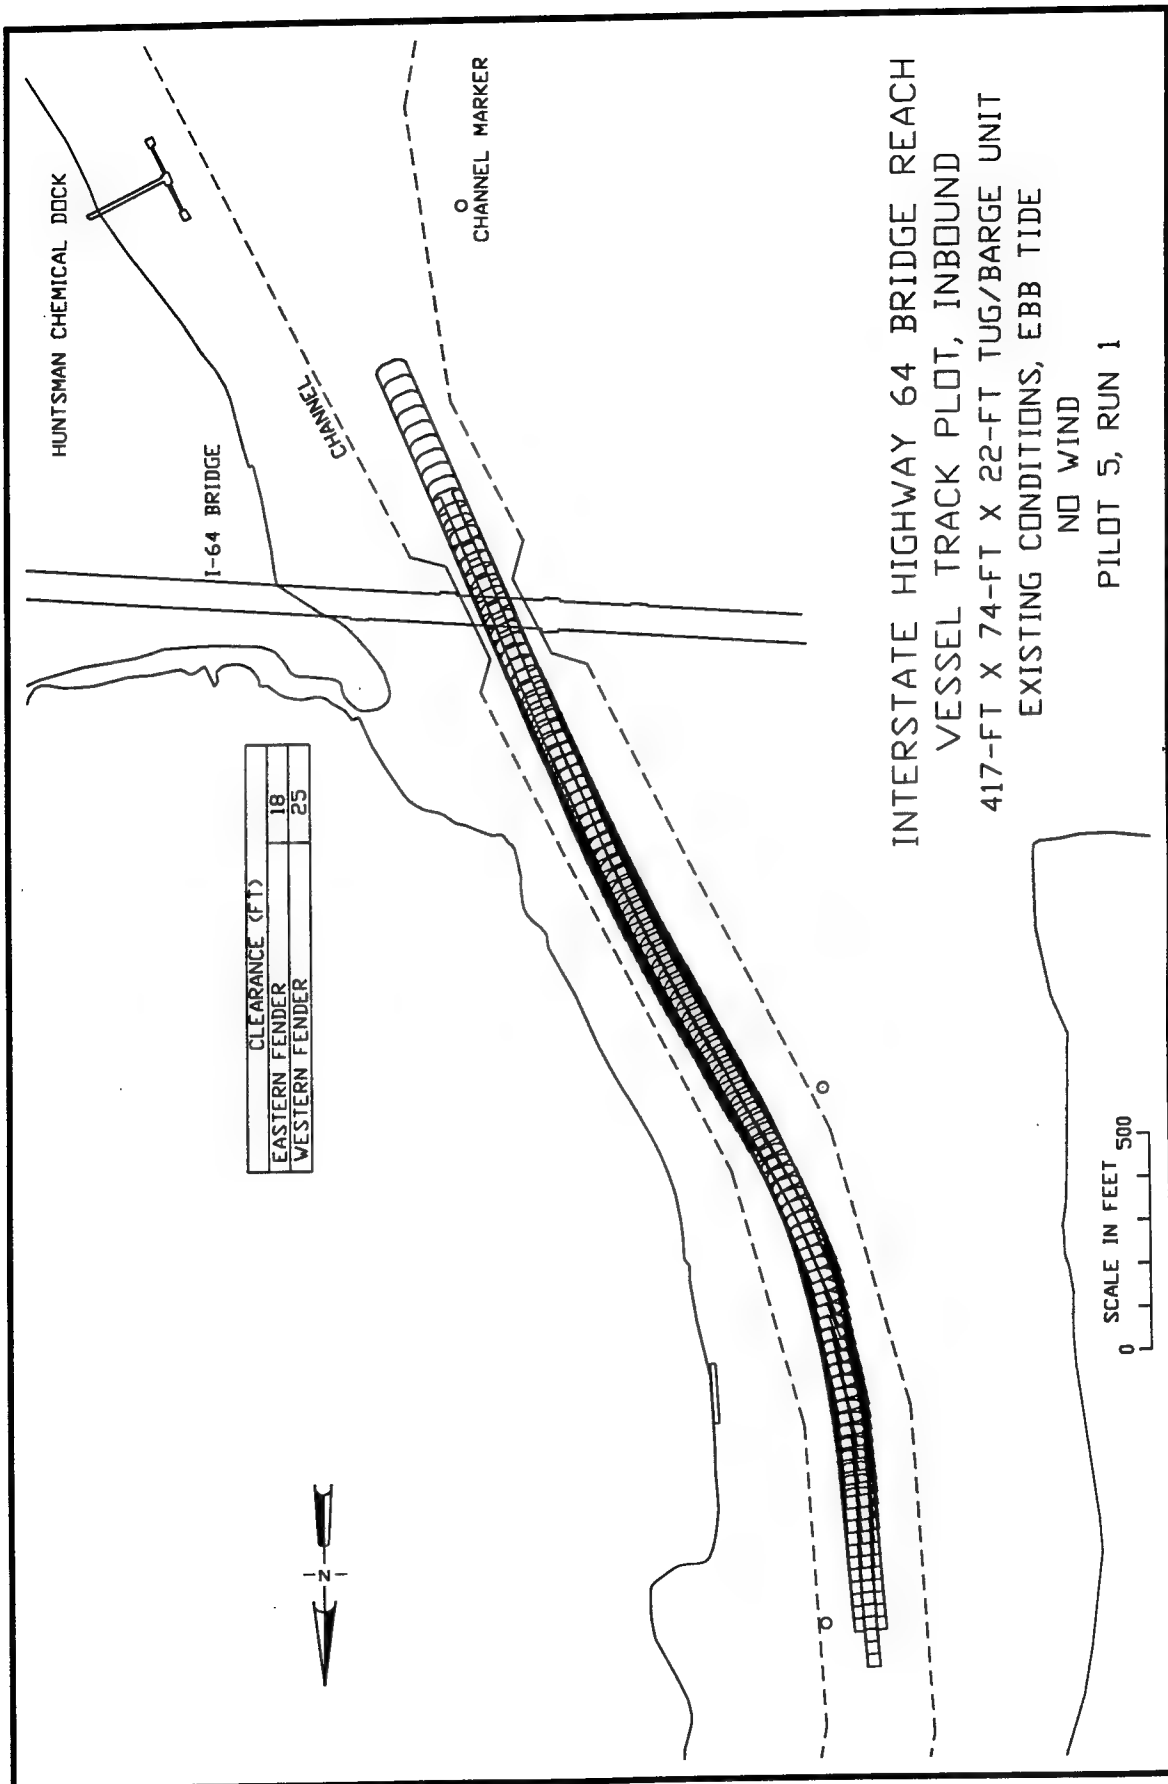 HUNTSMAN CHEMICAL DOCK
I-64 BRIDGE
CHANNEL
CHANNEL MARKER
CLEARANCE (FT)
EASTERN FENDER 18
WESTERN FENDER 25
N
INTERSTATE HIGHWAY 64 BRIDGE REACH
VESSEL TRACK PLOT, INBOUND
417-FT X 74-FT X 22-FT TUG/BARGE UNIT
EXISTING CONDITIONS, EBB TIDE
NO WIND
PILOT 5, RUN 1
SCALE IN FEET
0 500